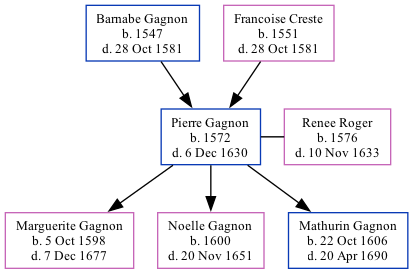 Barnabe Gagnon
b. 1547
d. 28 Oct 1581
Francoise Creste
b. 1551
d. 28 Oct 1581
Pierre Gagnon
b. 1572
d. 6 Dec 1630
Renee Roger
b. 1576
d. 10 Nov 1633
Marguerite Gagnon
b. 5 Oct 1598
d. 7 Dec 1677
Noelle Gagnon
b. 1600
d. 20 Nov 1651
Mathurin Gagnon
b. 22 Oct 1606
d. 20 Apr 1690